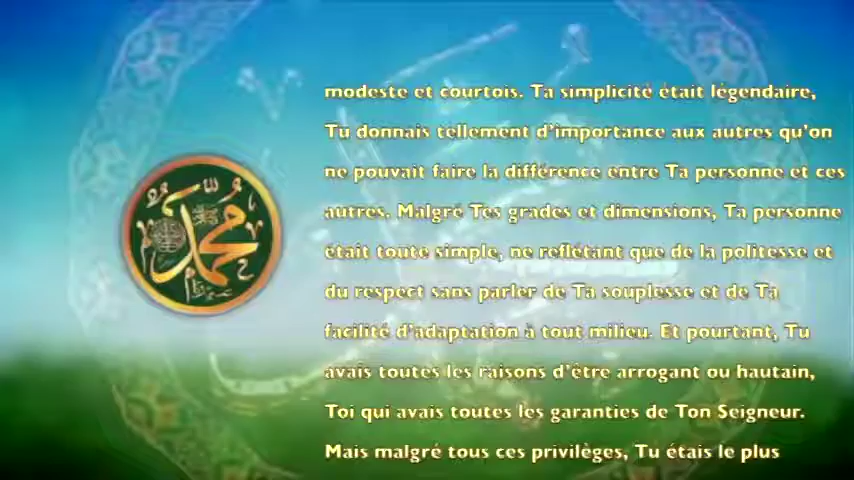 محمد
modeste et courtois. Ta simplicité était légendaire,
Tu donnais tellement d'importance aux autres qu'on
ne pouvait faire la différence entre Ta personne et ces
autres. Malgré Tes grades et dimensions, Ta personne
était toute simple, ne reflétant que de la politesse et
du respect sans parler de Ta souplesse et de Ta
facilité d'adaptation à tout milieu. Et pourtant, Tu
avais toutes les raisons d'être arrogant ou hautain,
Toi qui avais toutes les garanties de Ton Seigneur.
Mais malgré tous ces privilèges, Tu étais le plus